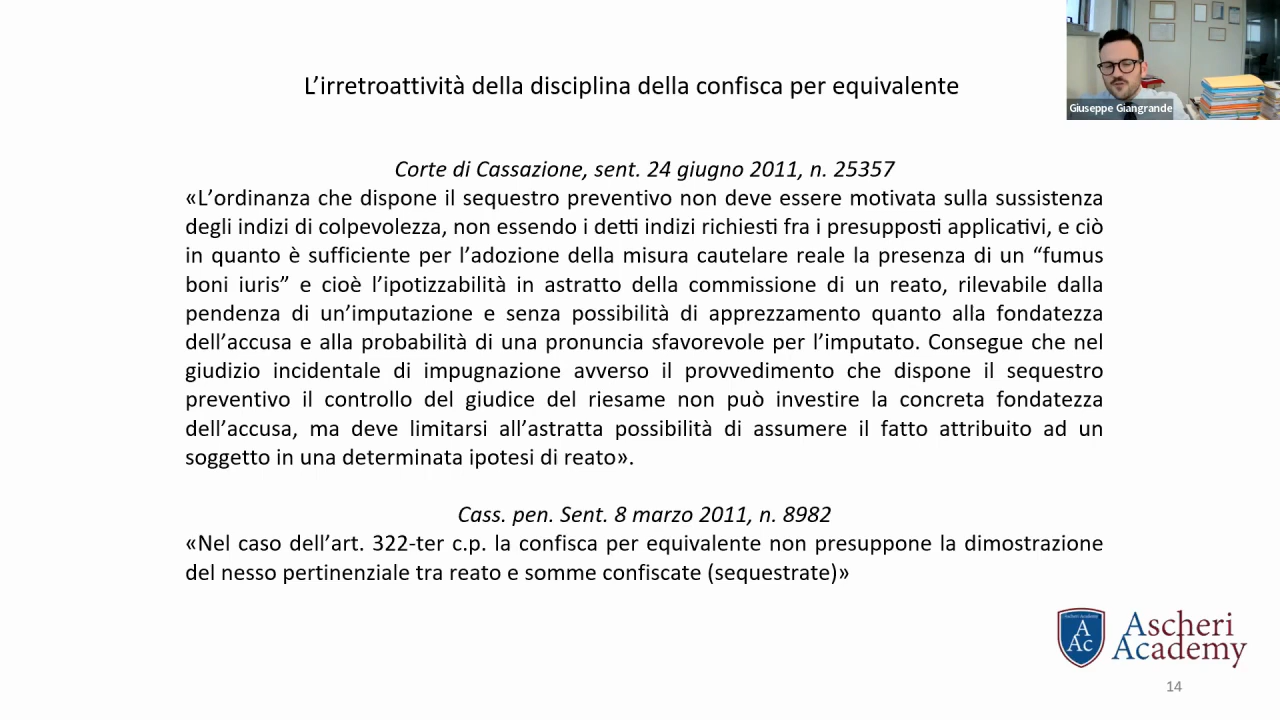 Giuseppe Giangrande
L’irretroattività della disciplina della confisca per equivalente
Corte di Cassazione, sent. 24 giugno 2011, n. 25357
«L’ordinanza che dispone il sequestro preventivo non deve essere motivata sulla sussistenza
degli indizi di colpevolezza, non essendo i detti indizi richiesti fra i presupposti applicativi, e ciò
in quanto è sufficiente per l’adozione della misura cautelare reale la presenza di un “fumus
boni iuris” e cioè l’ipotizzabilità in astratto della commissione di un reato, rilevabile dalla
pendenza di un’imputazione e senza possibilità di apprezzamento quanto alla fondatezza
dell’accusa e alla probabilità di una pronuncia sfavorevole per l’imputato. Consegue che nel
giudizio incidentale di impugnazione avverso il provvedimento che dispone il sequestro
preventivo il controllo del giudice del riesame non può investire la concreta fondatezza
dell’accusa, ma deve limitarsi all’astratta possibilità di assumere il fatto attribuito ad un
soggetto in una determinata ipotesi di reato».
Cass. pen. Sent. 8 marzo 2011, n. 8982
«Nel caso dell’art. 322-ter c.p. la confisca per equivalente non presuppone la dimostrazione
del nesso pertinenziale tra reato e somme confiscate (sequestrate)»
A
Ac
Ascheri
Academy
14